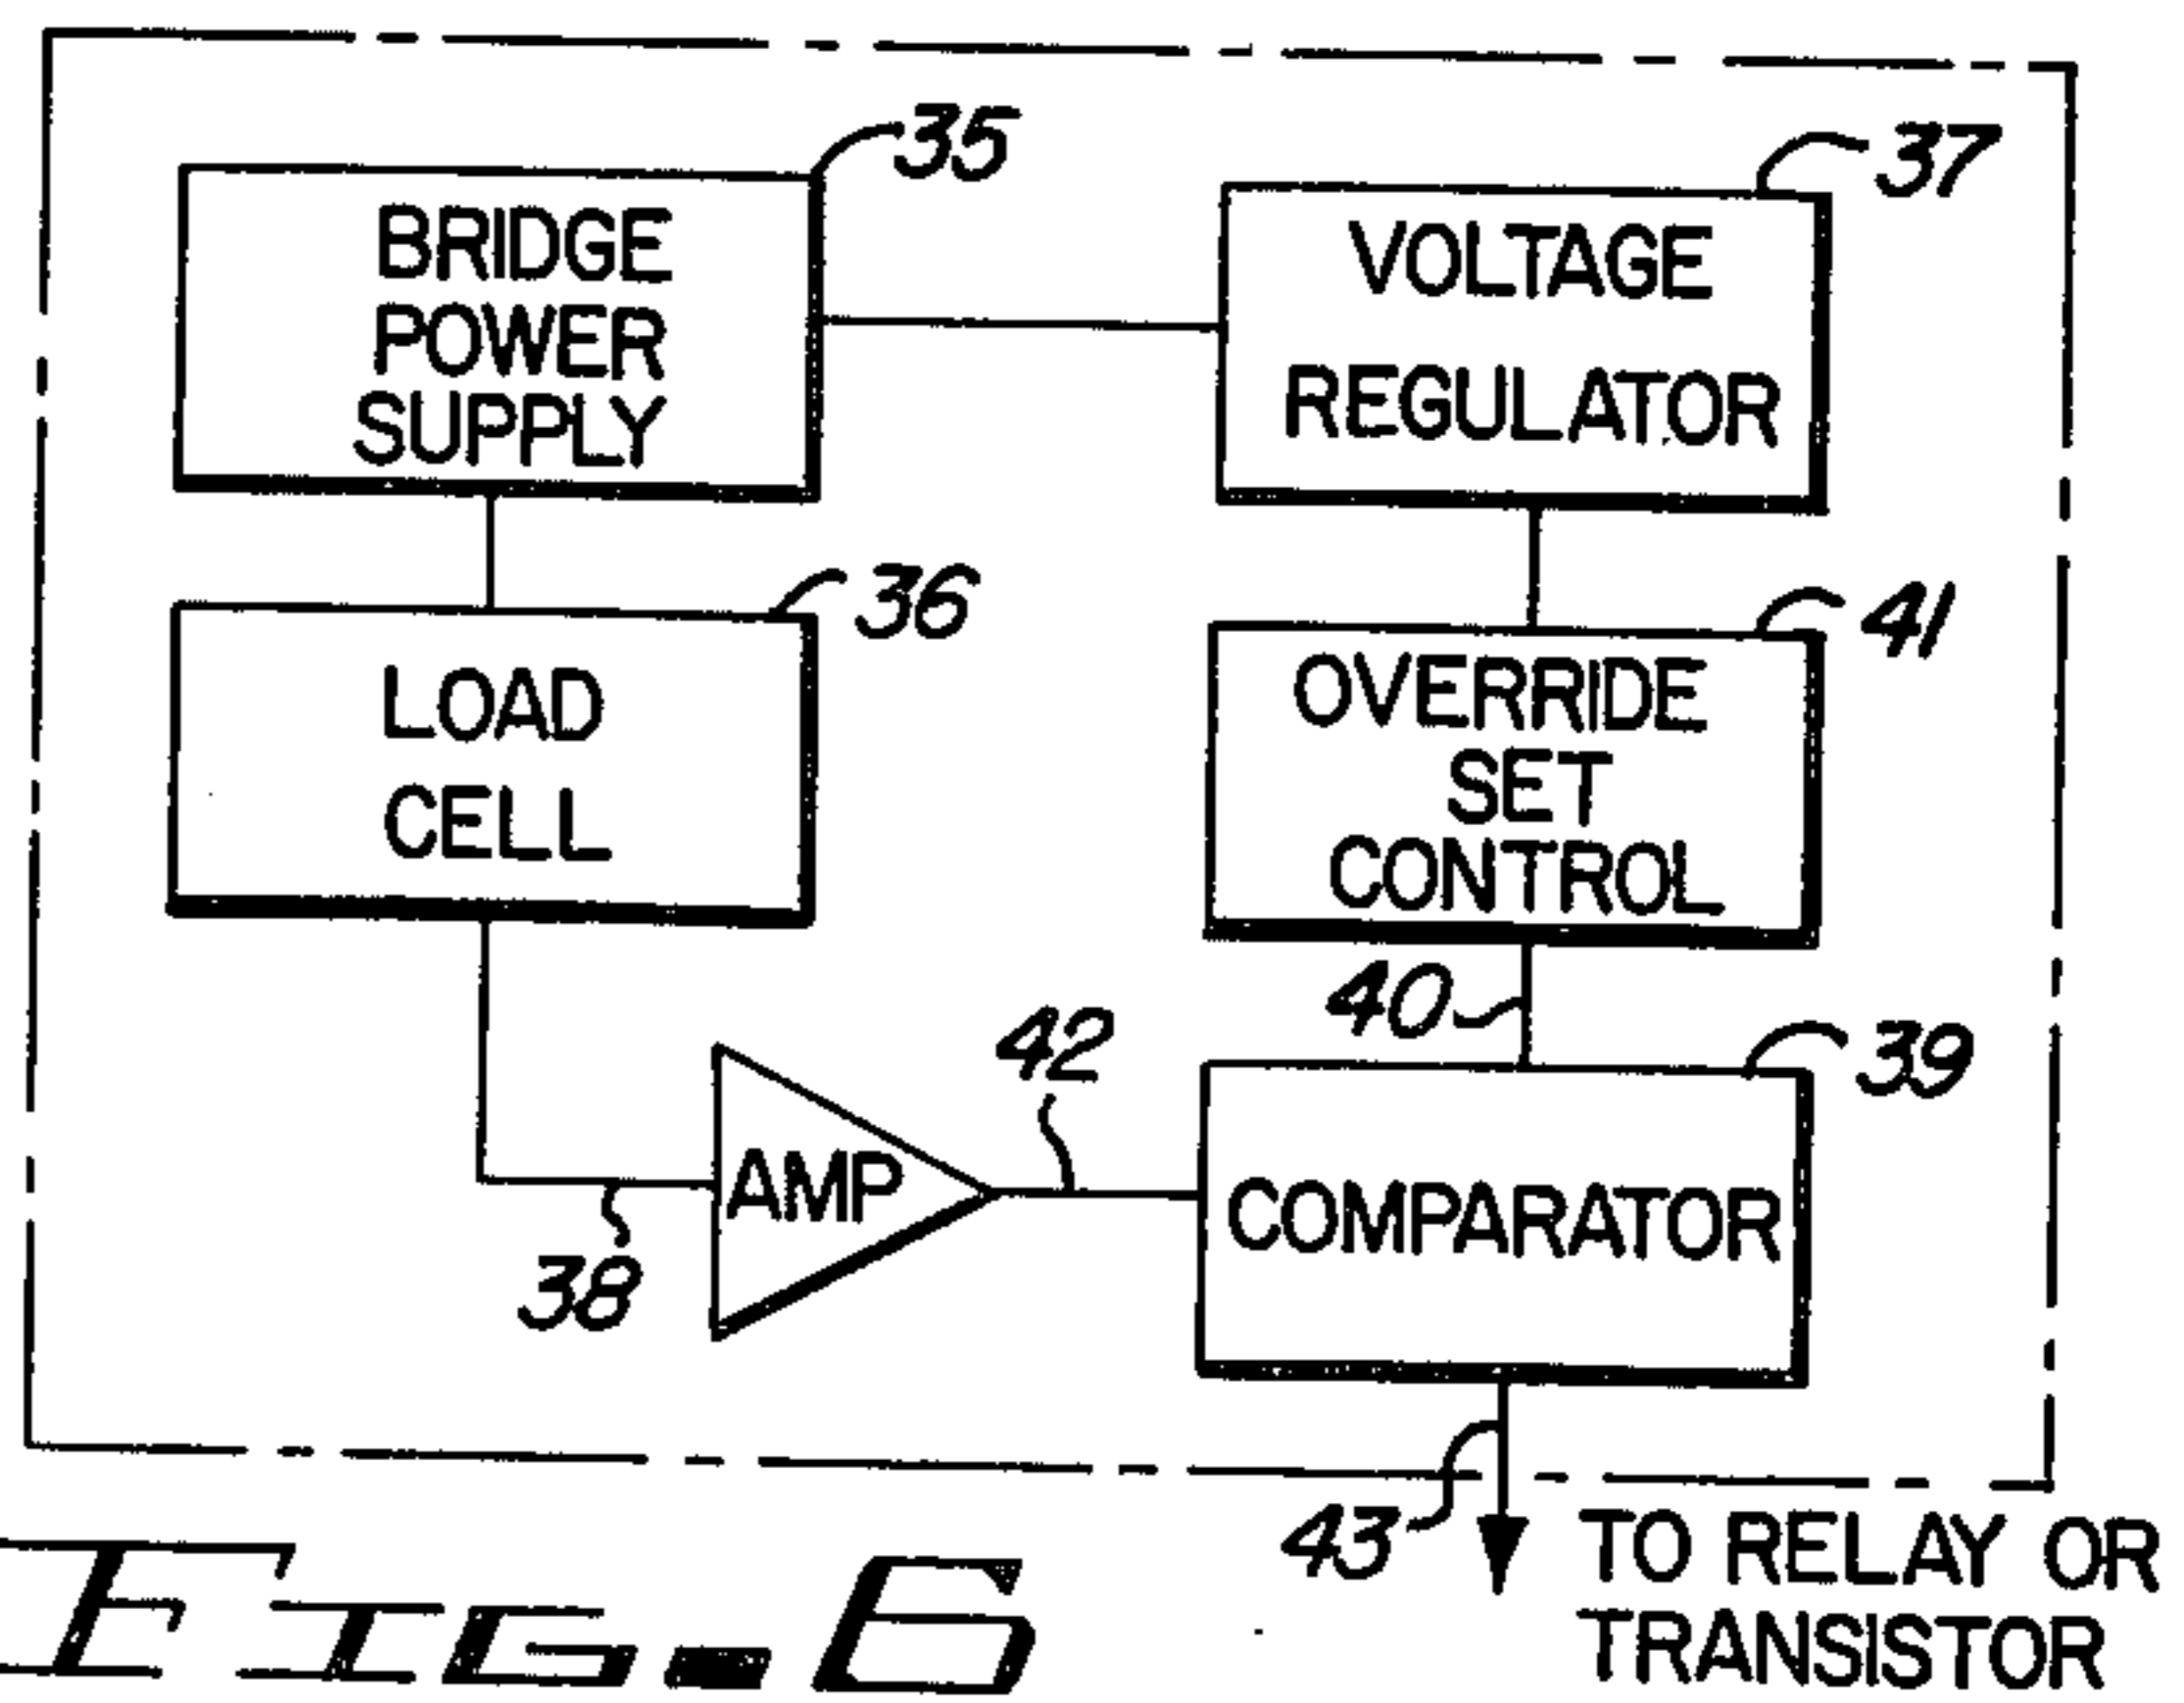 35
BRIDGE
POWER
SUPPLY
37
VOLTAGE
REGULATOR
36
LOAD
CELL
41
OVERRIDE
SET
CONTROL
40
42
39
AMP
COMPARATOR
38
43
TO RELAY OR
TRANSISTOR
FIG. 6